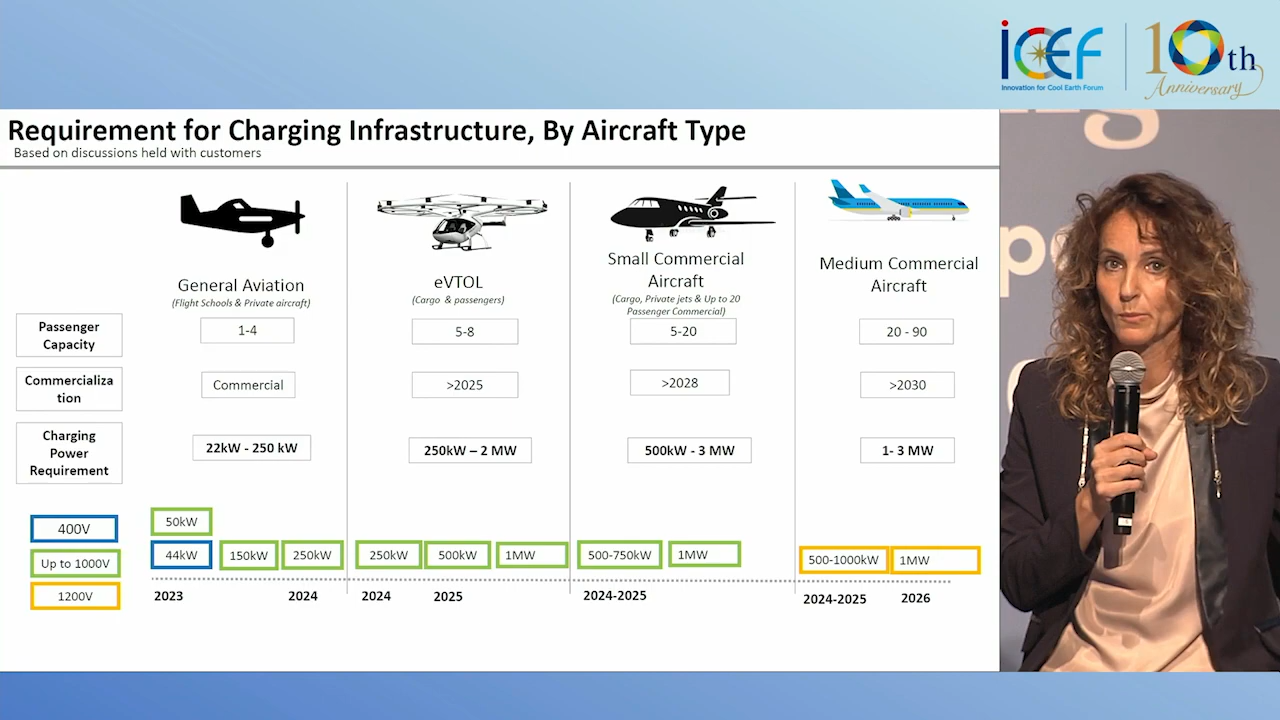 iCEF
Innovation for Cool Earth Forum
10th
Anniversary
Requirement for Charging Infrastructure, By Aircraft Type
Based on discussions held with customers
General Aviation
(Flight Schools & Private aircraft)
eVTOL
(Cargo & passengers)
Small Commercial
Aircraft
(Cargo, Private jets & Up to 20
Passenger Commercial)
Medium Commercial
Aircraft
Passenger
Capacity
1-4
5-8
5-20
20 - 90
Commercializa
tion
Commercial
>2025
>2028
>2030
Charging
Power
Requirement
22kW - 250 kW
250kW – 2 MW
500kW - 3 MW
1- 3 MW
400V
Up to 1000V
1200V
50kW
44kW
150kW
250kW
250kW
500kW
1MW
500-750kW
1MW
500-1000kW
1MW
2023
2024
2024
2025
2024-2025
2024-2025
2026